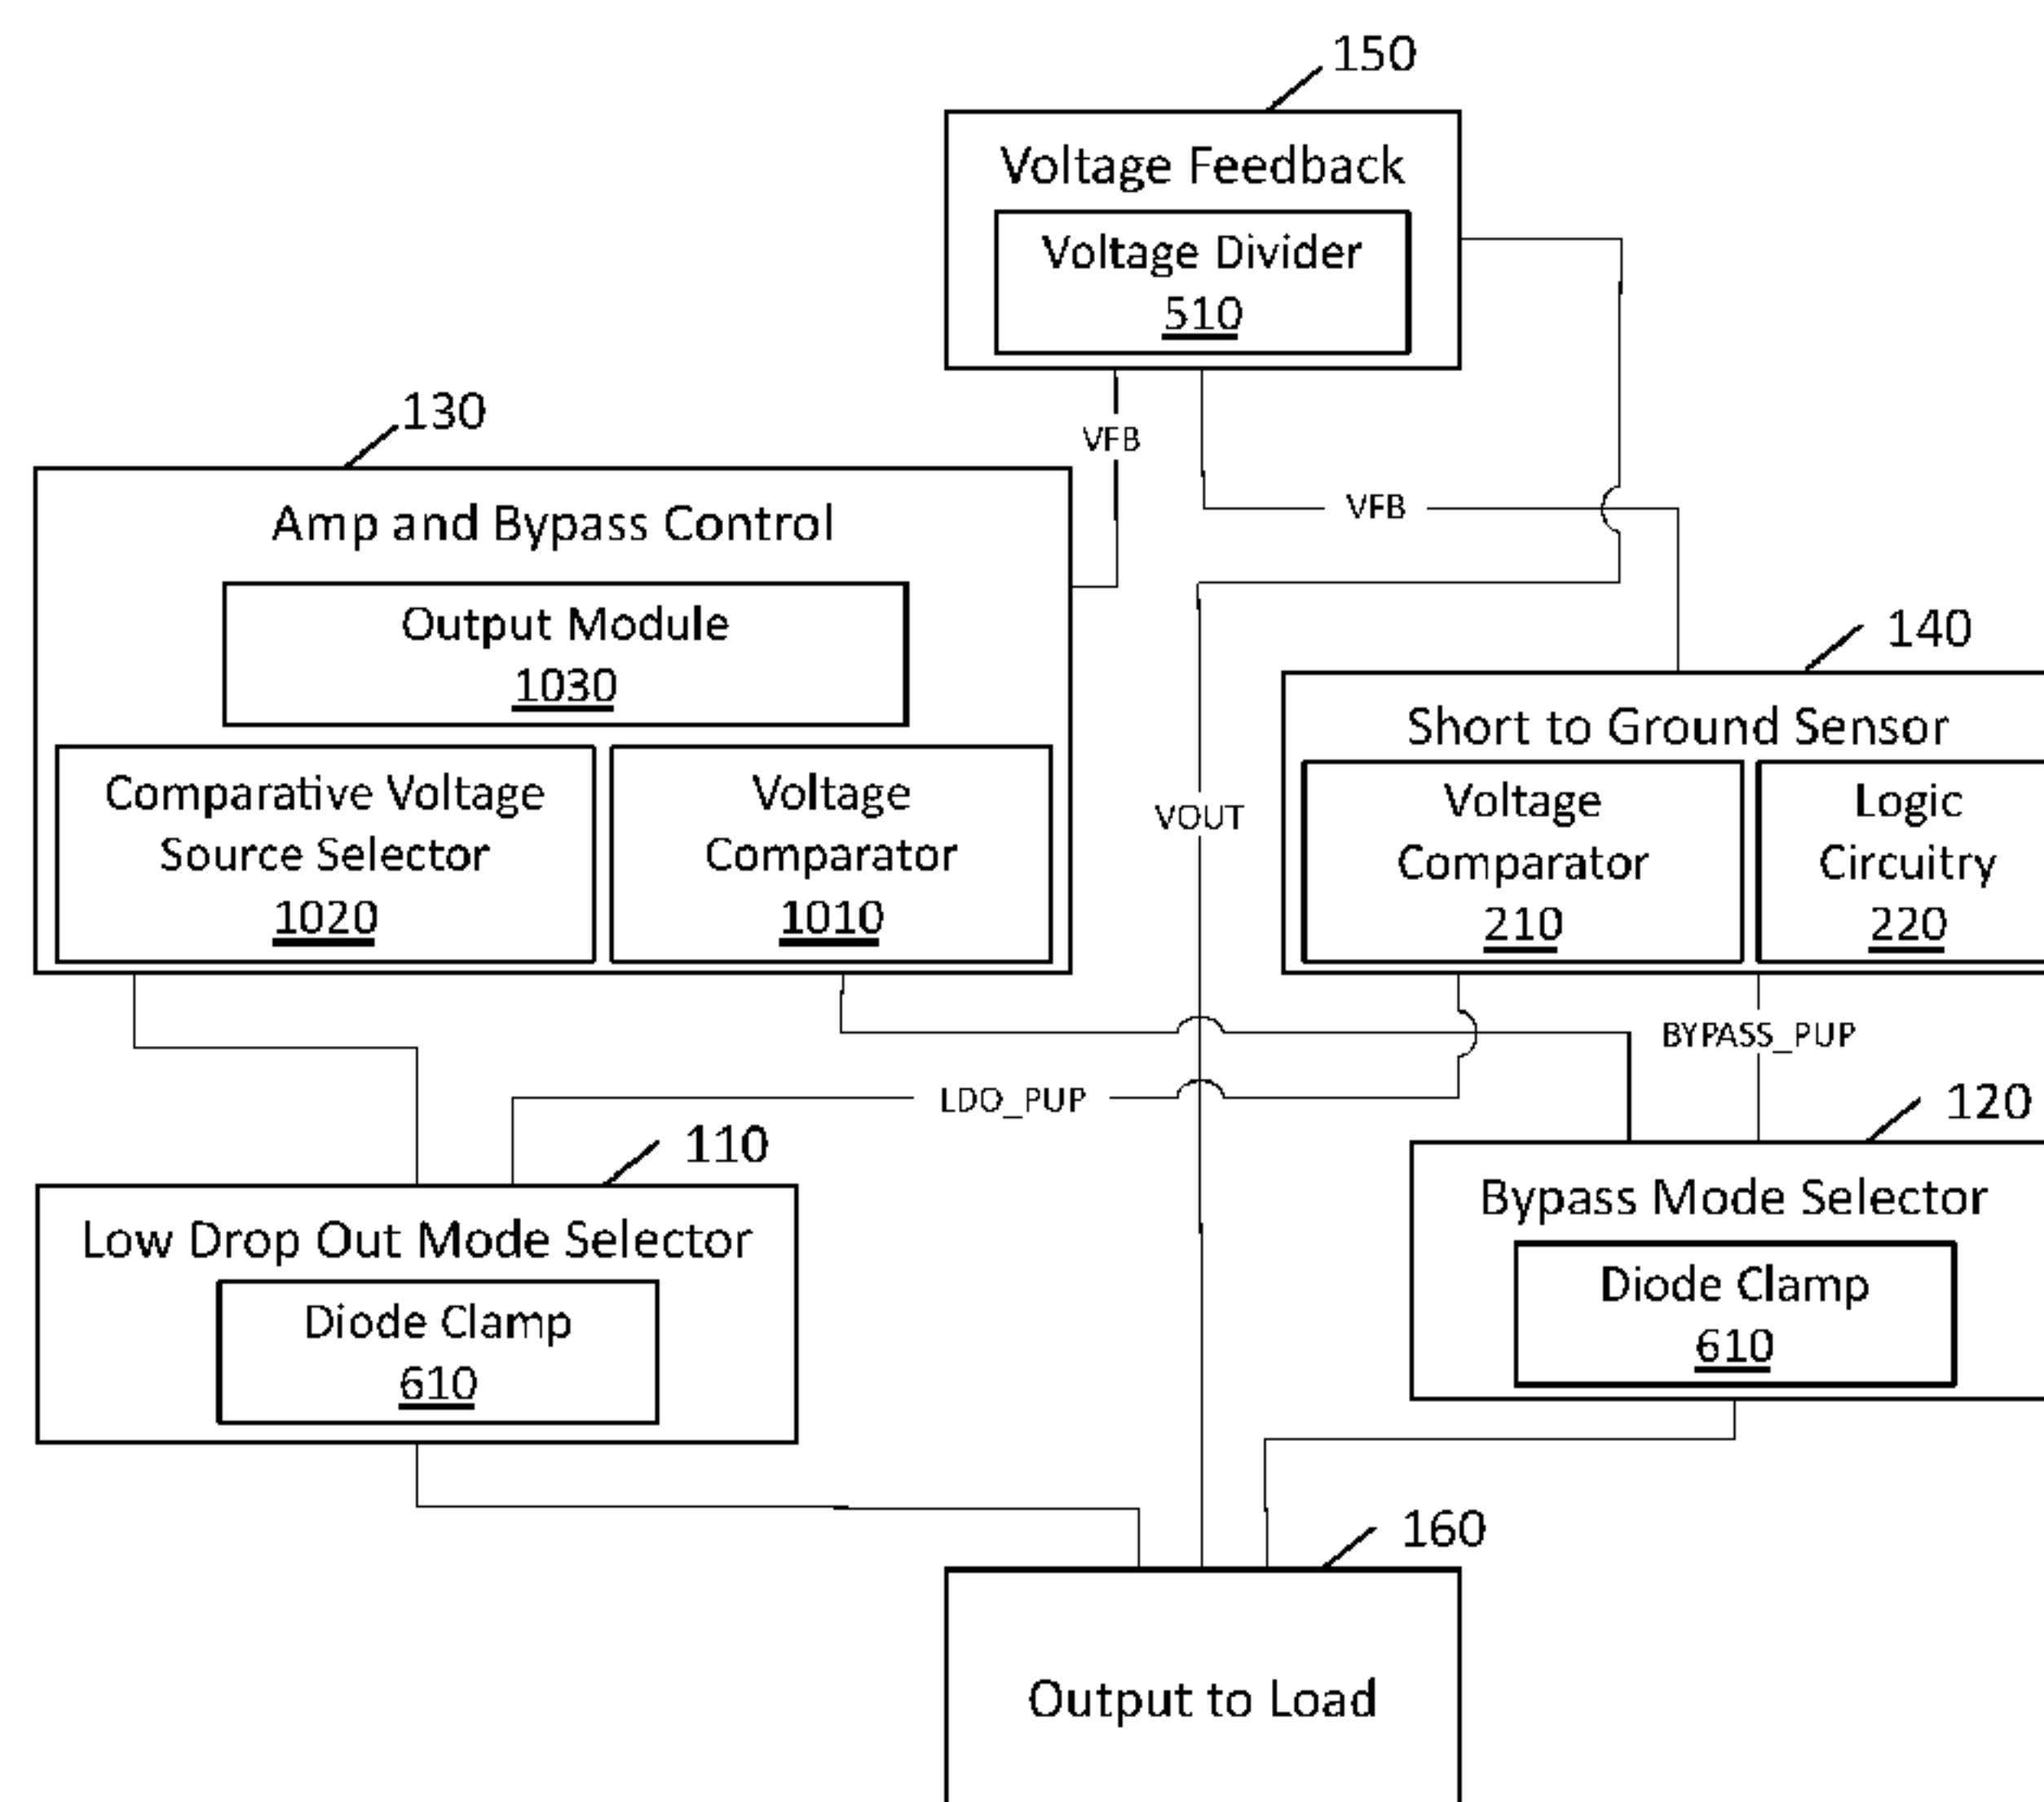 150
Voltage Feedback
Voltage Divider
510
130
VFB
VFB
Amp and Bypass Control
Output Module
1030
Comparative Voltage
Source Selector
1020
Voltage
Comparator
1010
VOUT
140
Short to Ground Sensor
Voltage
Comparator
210
Logic
Circuitry
220
BYPASS_PUP
LDO_PUP
110
Low Drop Out Mode Selector
Diode Clamp
610
120
Bypass Mode Selector
Diode Clamp
610
160
Output to Load